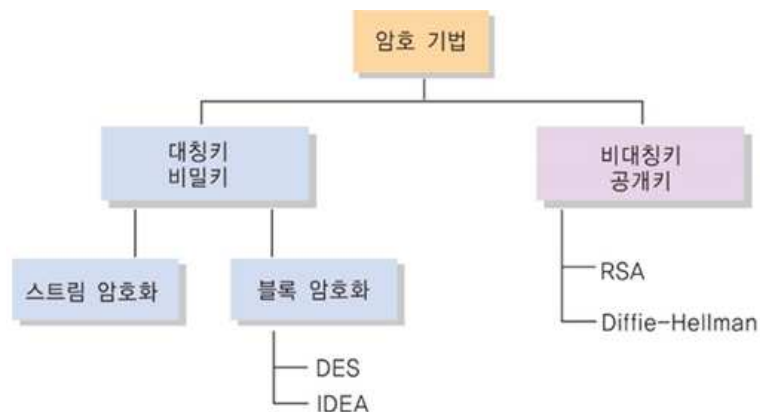 암호 기법
대칭키
비밀키
비대칭키
공개키
스트림 암호화
블록 암호화
DES
IDEA
RSA
Diffie-Hellman